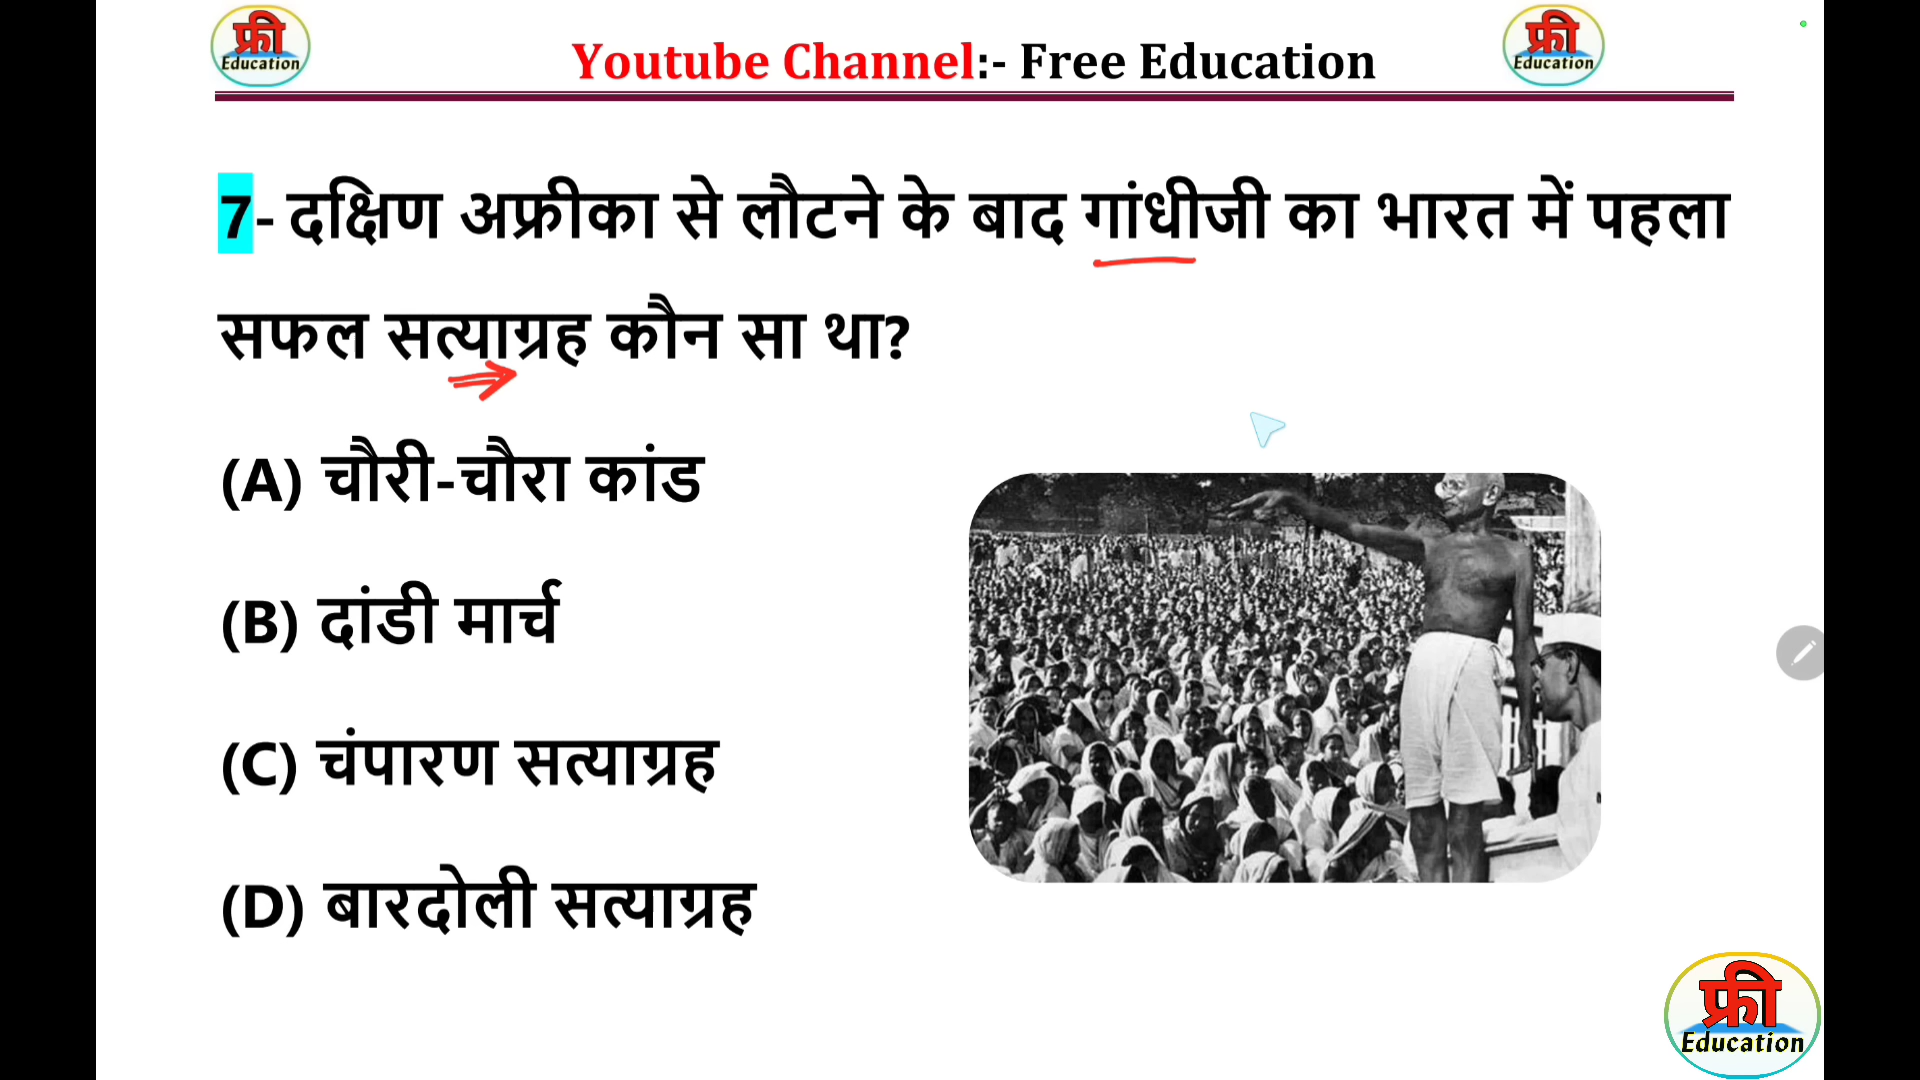 फ्री
Education
Youtube Channel:- Free Education
फ्री
Education
7- दक्षिण अफ्रीका से लौटने के बाद गांधीजी का भारत में पहला
सफल सत्याग्रह कौन सा था?
(A) चौरी-चौरा कांड
(B) दांडी मार्च
(C) चंपारण सत्याग्रह
(D) बारदोली सत्याग्रह
फ्री
Education